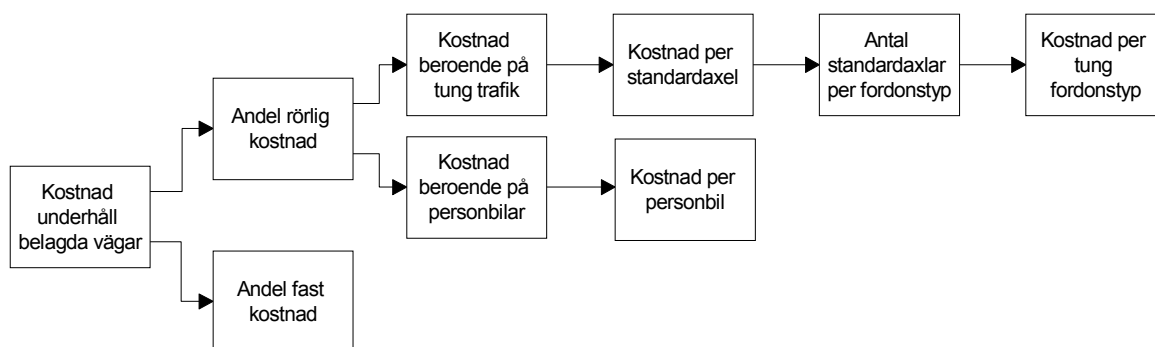 Kostnad
underhåll
belagda vägar
Andel rörlig
kostnad
Andel fast
kostnad
Kostnad
beroende på
tung trafik
Kostnad
beroende på
personbilar
Kostnad per
standardaxel
Kostnad per
personbil
Antal
standardaxlar
per fordonstyp
Kostnad per
tung
fordonstyp